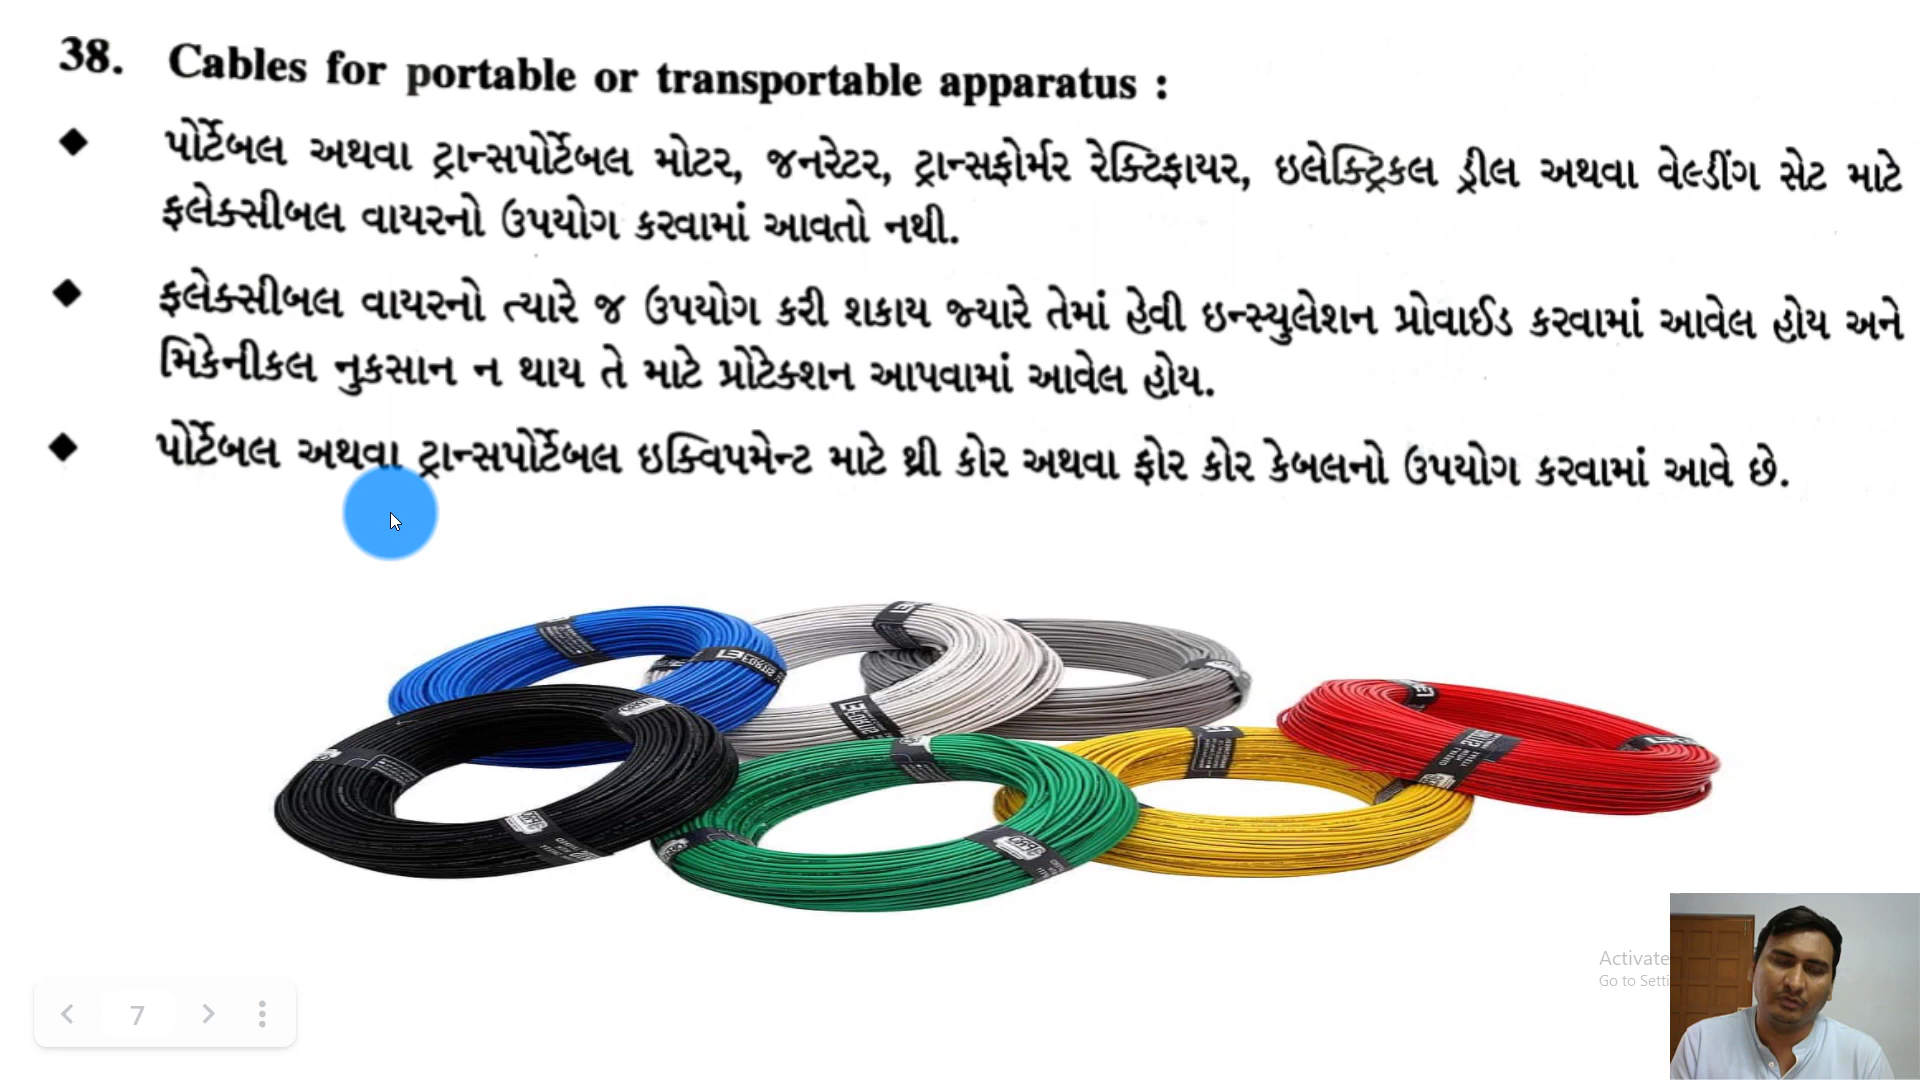 38. Cables for portable or transportable apparatus :
◆ પોર્ટેબલ અથવા ટ્રાન્સપોર્ટેબલ મોટર, જનરેટર, ટ્રાન્સફોર્મર રેક્ટિફાયર, ઇલેક્ટ્રિકલ ડ્રીલ અથવા વેલ્ડીંગ સેટ માટે
ફલેક્સીબલ વાયરનો ઉપયોગ કરવામાં આવતો નથી.
◆ ફલેક્સીબલ વાયરનો ત્યારે જ ઉપયોગ કરી શકાય જ્યારે તેમાં હેવી ઇન્સ્યુલેશન પ્રોવાઈડ કરવામાં આવેલ હોય અને
મિકેનીકલ નુકસાન ન થાય તે માટે પ્રોટેક્શન આપવામાં આવેલ હોય.
◆ પોર્ટેબલ અથવા ટ્રાન્સપોર્ટેબલ ઇક્વિપમેન્ટ માટે થ્રી કોર અથવા ફોર કોર કેબલનો ઉપયોગ કરવામાં આવે છે.
Activate
Go to Setti
7